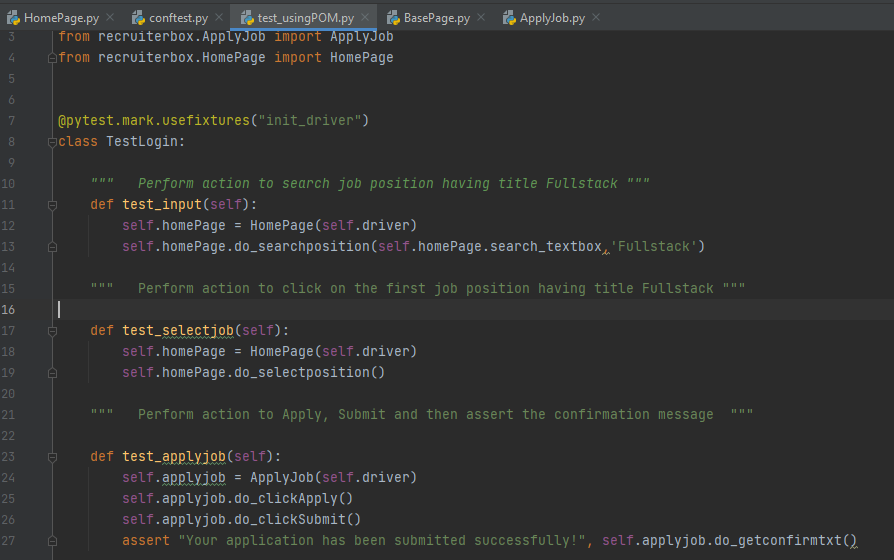 HomePage.py conftest.py test_usingPOM.py BasePage.py ApplyJob.py
3 from recruiterbox.ApplyJob import ApplyJob
4 from recruiterbox.HomePage import HomePage
5
6
7 @pytest.mark.usefixtures("init_driver")
8 class TestLogin:
9
10 """   Perform action to search job position having title Fullstack """
11 def test_input(self):
12 self.homePage = HomePage(self.driver)
13 self.homePage.do_searchposition(self.homePage.search_textbox,'Fullstack')
14
15 """   Perform action to click on the first job position having title Fullstack """
16
17 def test_selectjob(self):
18 self.homePage = HomePage(self.driver)
19 self.homePage.do_selectposition()
20
21 """   Perform action to Apply, Submit and then assert the confirmation message  """
22
23 def test_applyjob(self):
24 self.applyjob = ApplyJob(self.driver)
25 self.applyjob.do_clickApply()
26 self.applyjob.do_clickSubmit()
27 assert "Your application has been submitted successfully!", self.applyjob.do_getconfirmtxt()